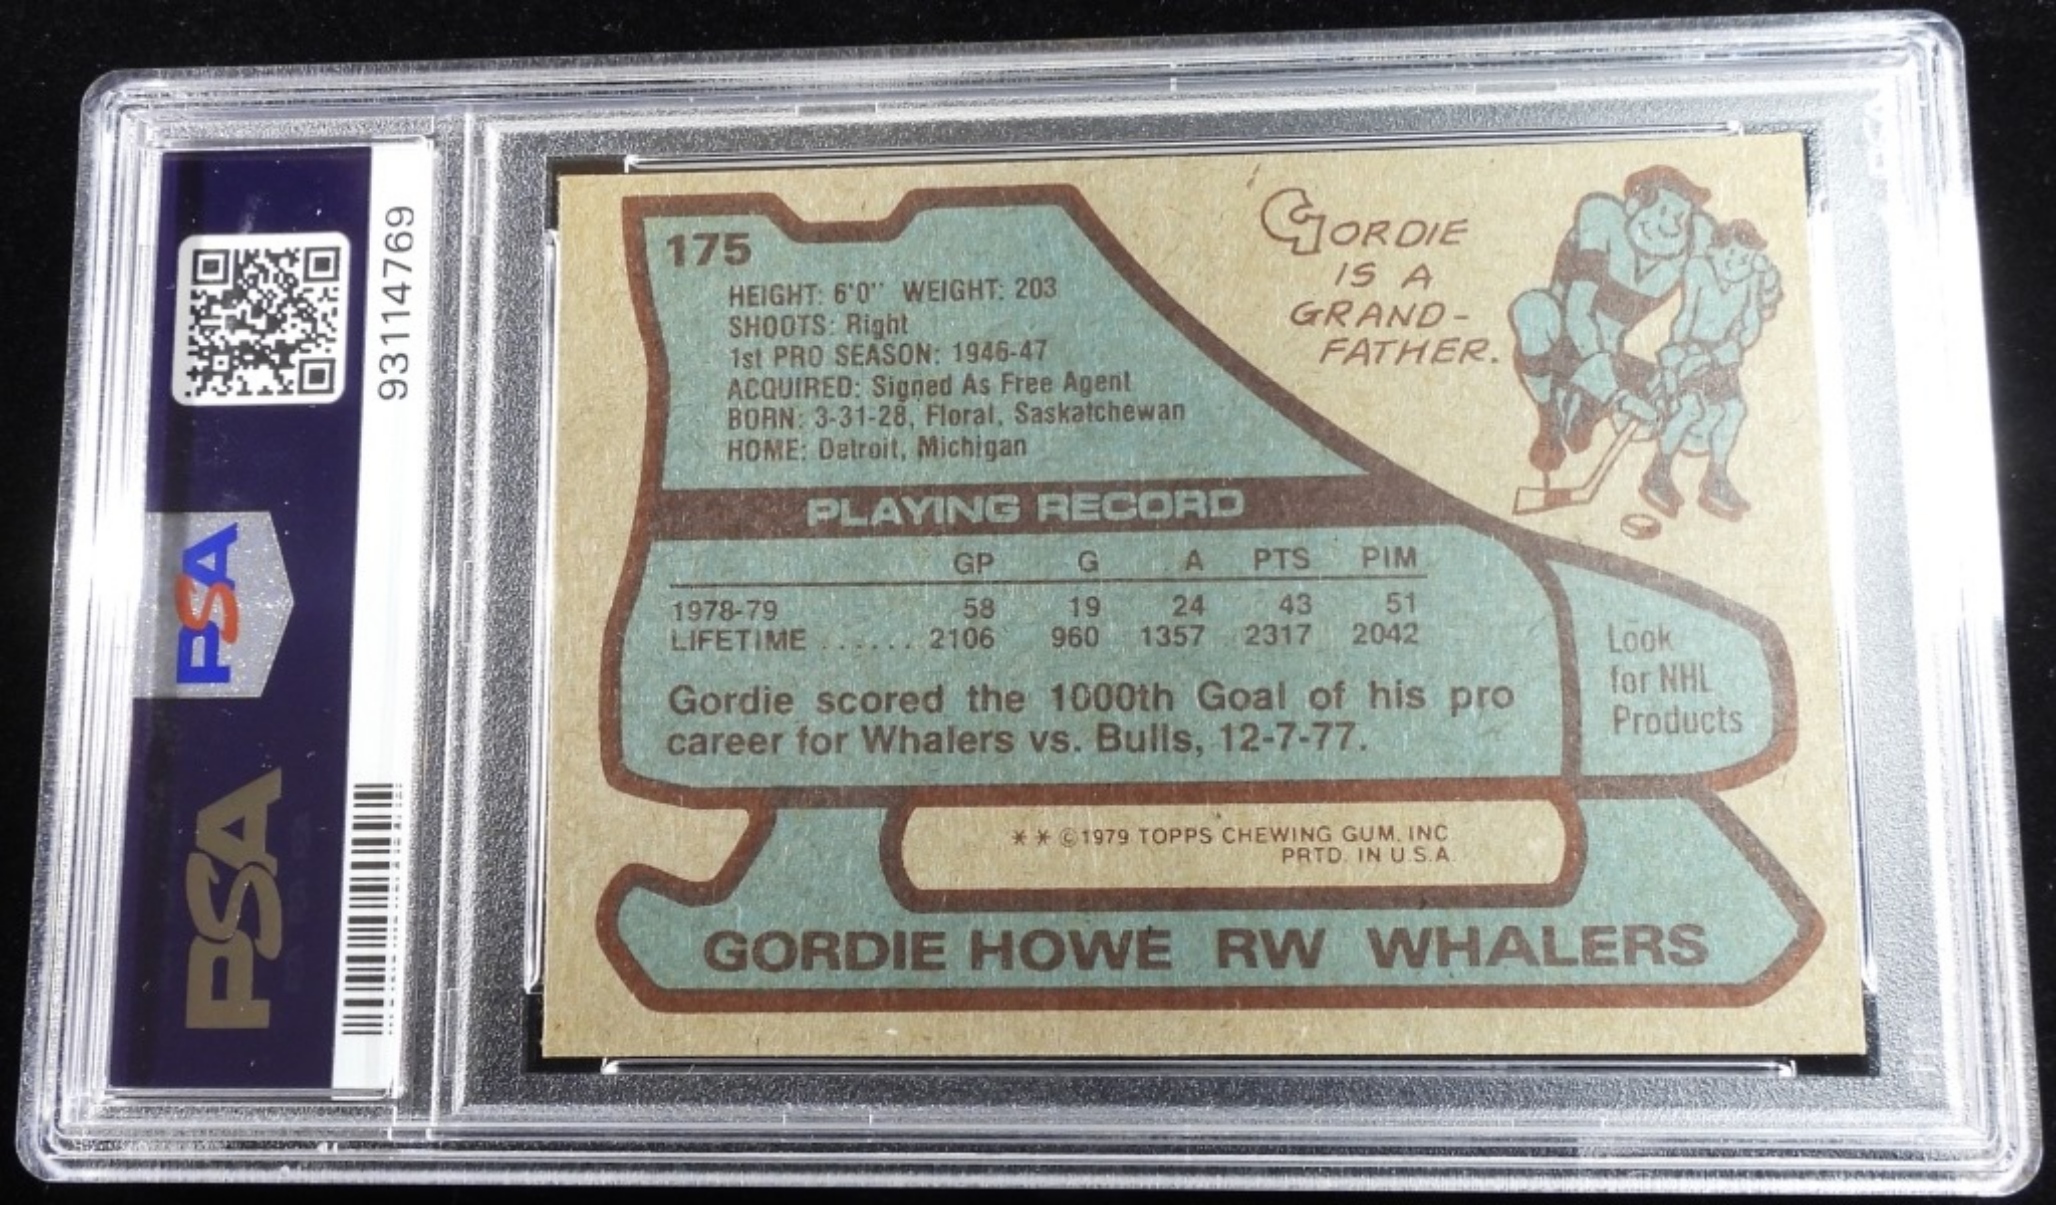 93114769
PSA
PSA
175
HEIGHT: 6'0" WEIGHT: 203
SHOOTS: Right
1st PRO SEASON: 1946-47
ACQUIRED: Signed As Free Agent
BORN: 3-31-28, Floral, Saskatchewan
HOME: Detroit, Michigan
GORDIE
IS A
GRAND-
FATHER.
PLAYING RECORD
GP G A PTS PIM
1978-79 58 19 24 43 51
LIFETIME ...... 2106 960 1357 2317 2042
Gordie scored the 1000th Goal of his pro
career for Whalers vs. Bulls, 12-7-77.
Look
for NHL
Products
* * ©1979 TOPPS CHEWING GUM, INC
PRTD. IN U.S.A.
GORDIE HOWE RW WHALERS